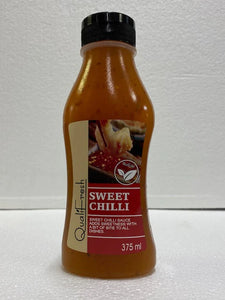 QualiFresh
SWEET
CHILLI
SWEET CHILLI SAUCE
ADDS SWEETNESS WITH
A BIT OF BITE TO ALL
DISHES
375 ml